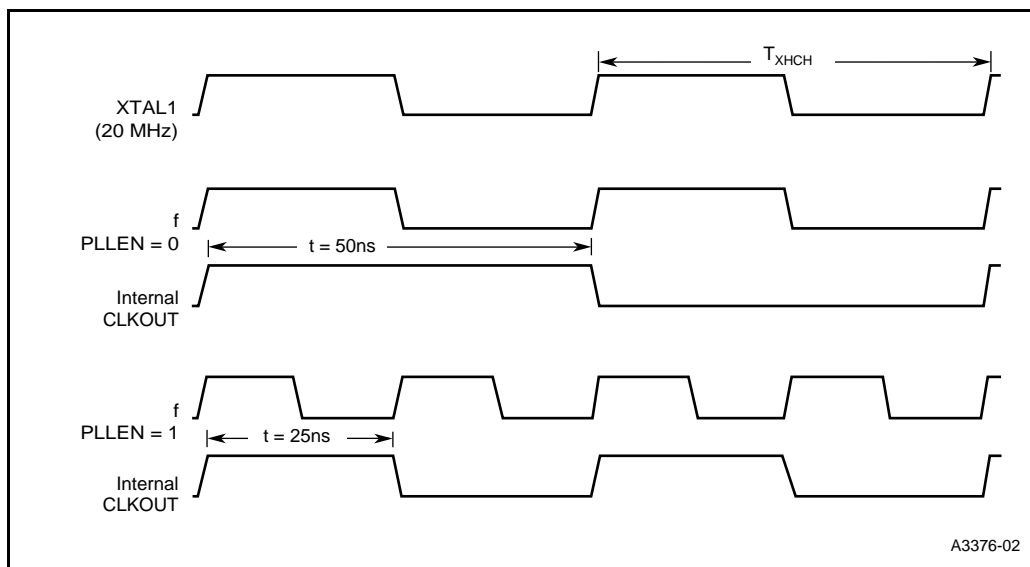 T_XHCH
XTAL1
(20 MHz)
f
PLLEN = 0
t = 50ns
Internal
CLKOUT
f
PLLEN = 1
t = 25ns
Internal
CLKOUT
A3376-02